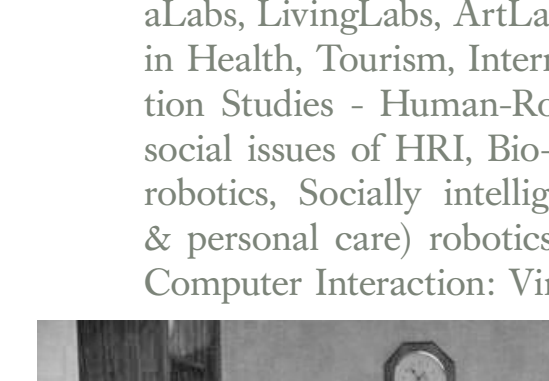 aLabs, LivingLabs, ArtLa
in Health, Tourism, Inter
tion Studies - Human-Ro
social issues of HRI, Bio-
robotics, Socially intellig
& personal care) robotics
Computer Interaction: Vir